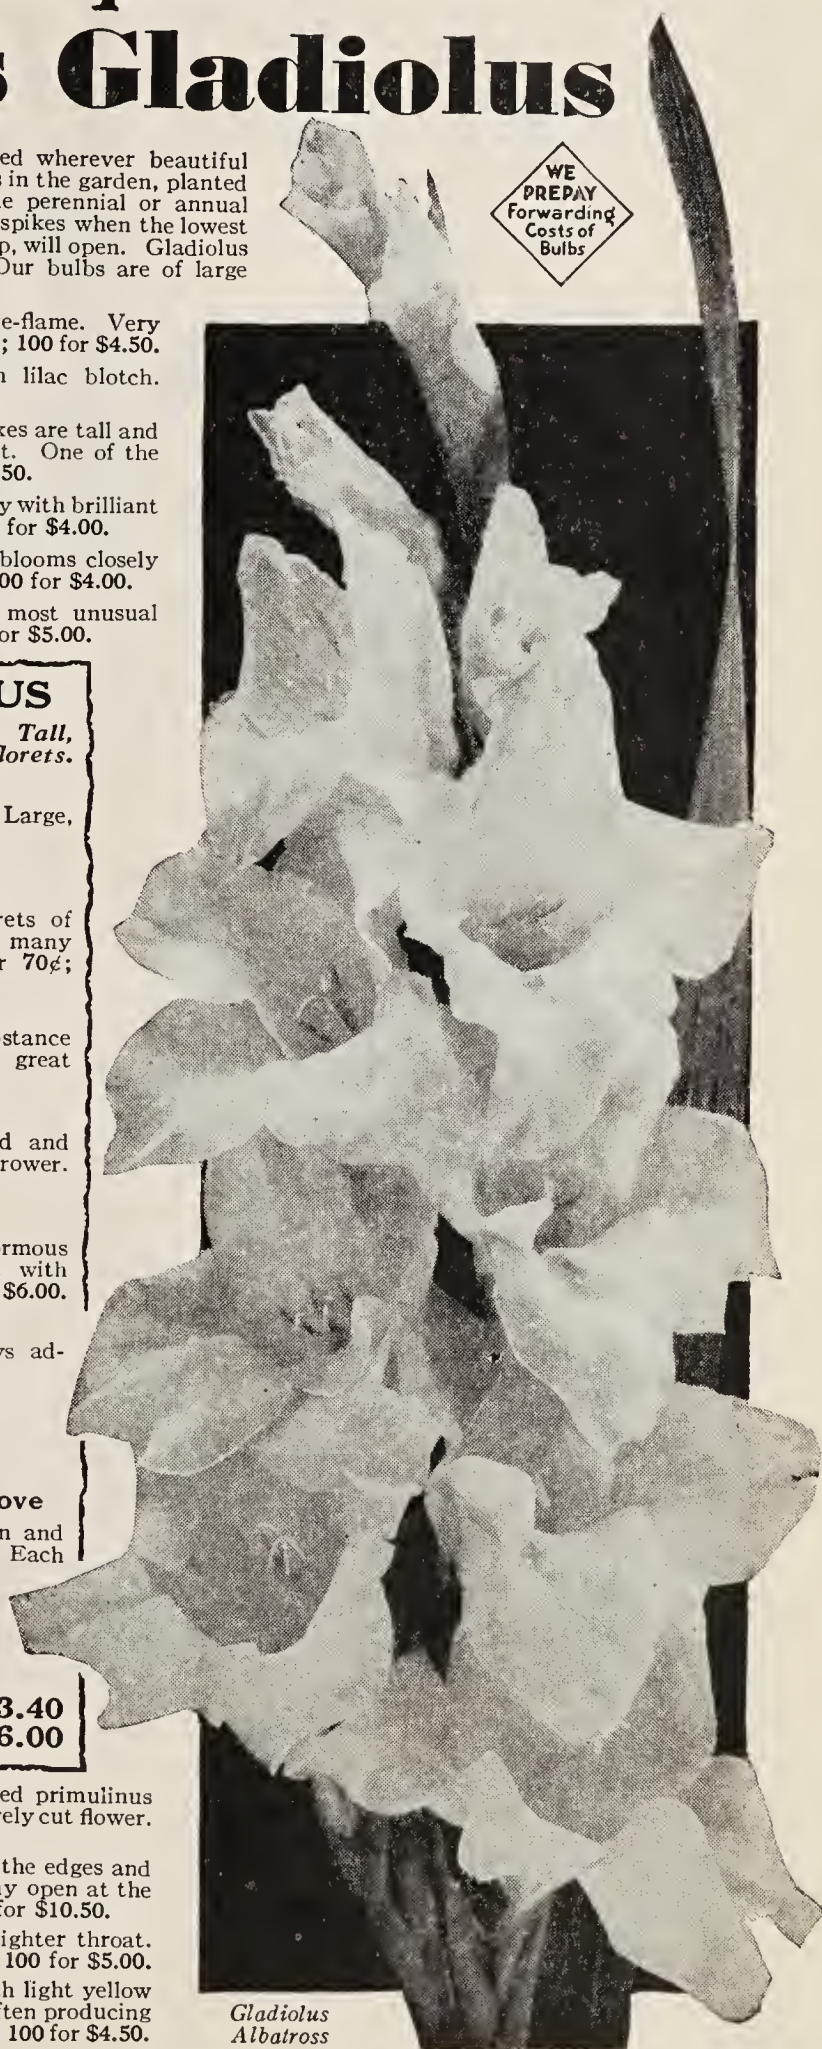 s Gladiolus
ed wherever beautiful
s in the garden, planted
e perennial or annual
spikes when the lowest
p, will open. Gladiolus
Our bulbs are of large
WE
PREPAY
Forwarding
Costs of
Bulbs
e-flame. Very
; 100 for $4.50.
lilac blotch.
kes are tall and
t. One of the
50.
y with brilliant
for $4.00.
blooms closely
00 for $4.00.
most unusual
or $5.00.
US
Tall,
lorets.
Large,
rets of
many
r 70¢;
stance
great
d and
rower.
ormous
with
$6.00.
ys ad-
ove
n and
Each
3.40
6.00
ed primulinus
rely cut flower.
the edges and
ay open at the
for $10.50.
ighter throat.
100 for $5.00.
h light yellow
ften producing
100 for $4.50.
Gladiolus
Albatross